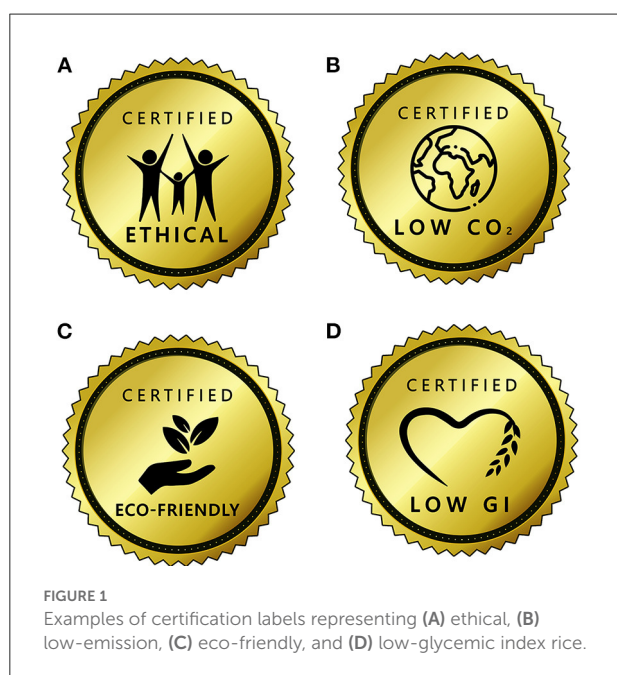 A
CERTIFIED
ETHICAL
B
CERTIFIED
LOW CO₂
C
CERTIFIED
ECO-FRIENDLY
D
CERTIFIED
LOW GI
FIGURE 1
Examples of certification labels representing (A) ethical, (B)
low-emission, (C) eco-friendly, and (D) low-glycemic index rice.